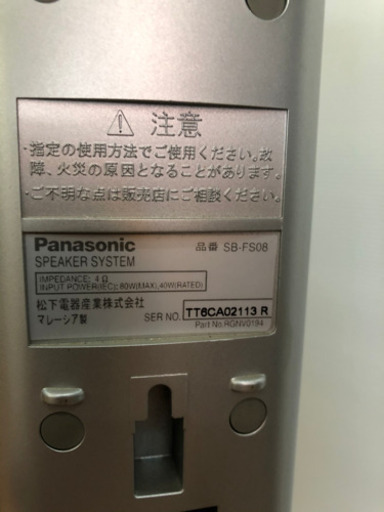 ⚠ 注意
・指定の使用方法でご使用ください。故
障、火災の原因となることがあります。
・ご不明な点は販売店にご相談ください。
Panasonic 品番 SB-FS08
SPEAKER SYSTEM
IMPEDANCE: 4 Ω
INPUT POWER(IEC): 80W(MAX), 40W(RATED)
松下電器産業株式会社
マレーシア製 SER NO. TT6CA02113 R
Part No RGNV0194